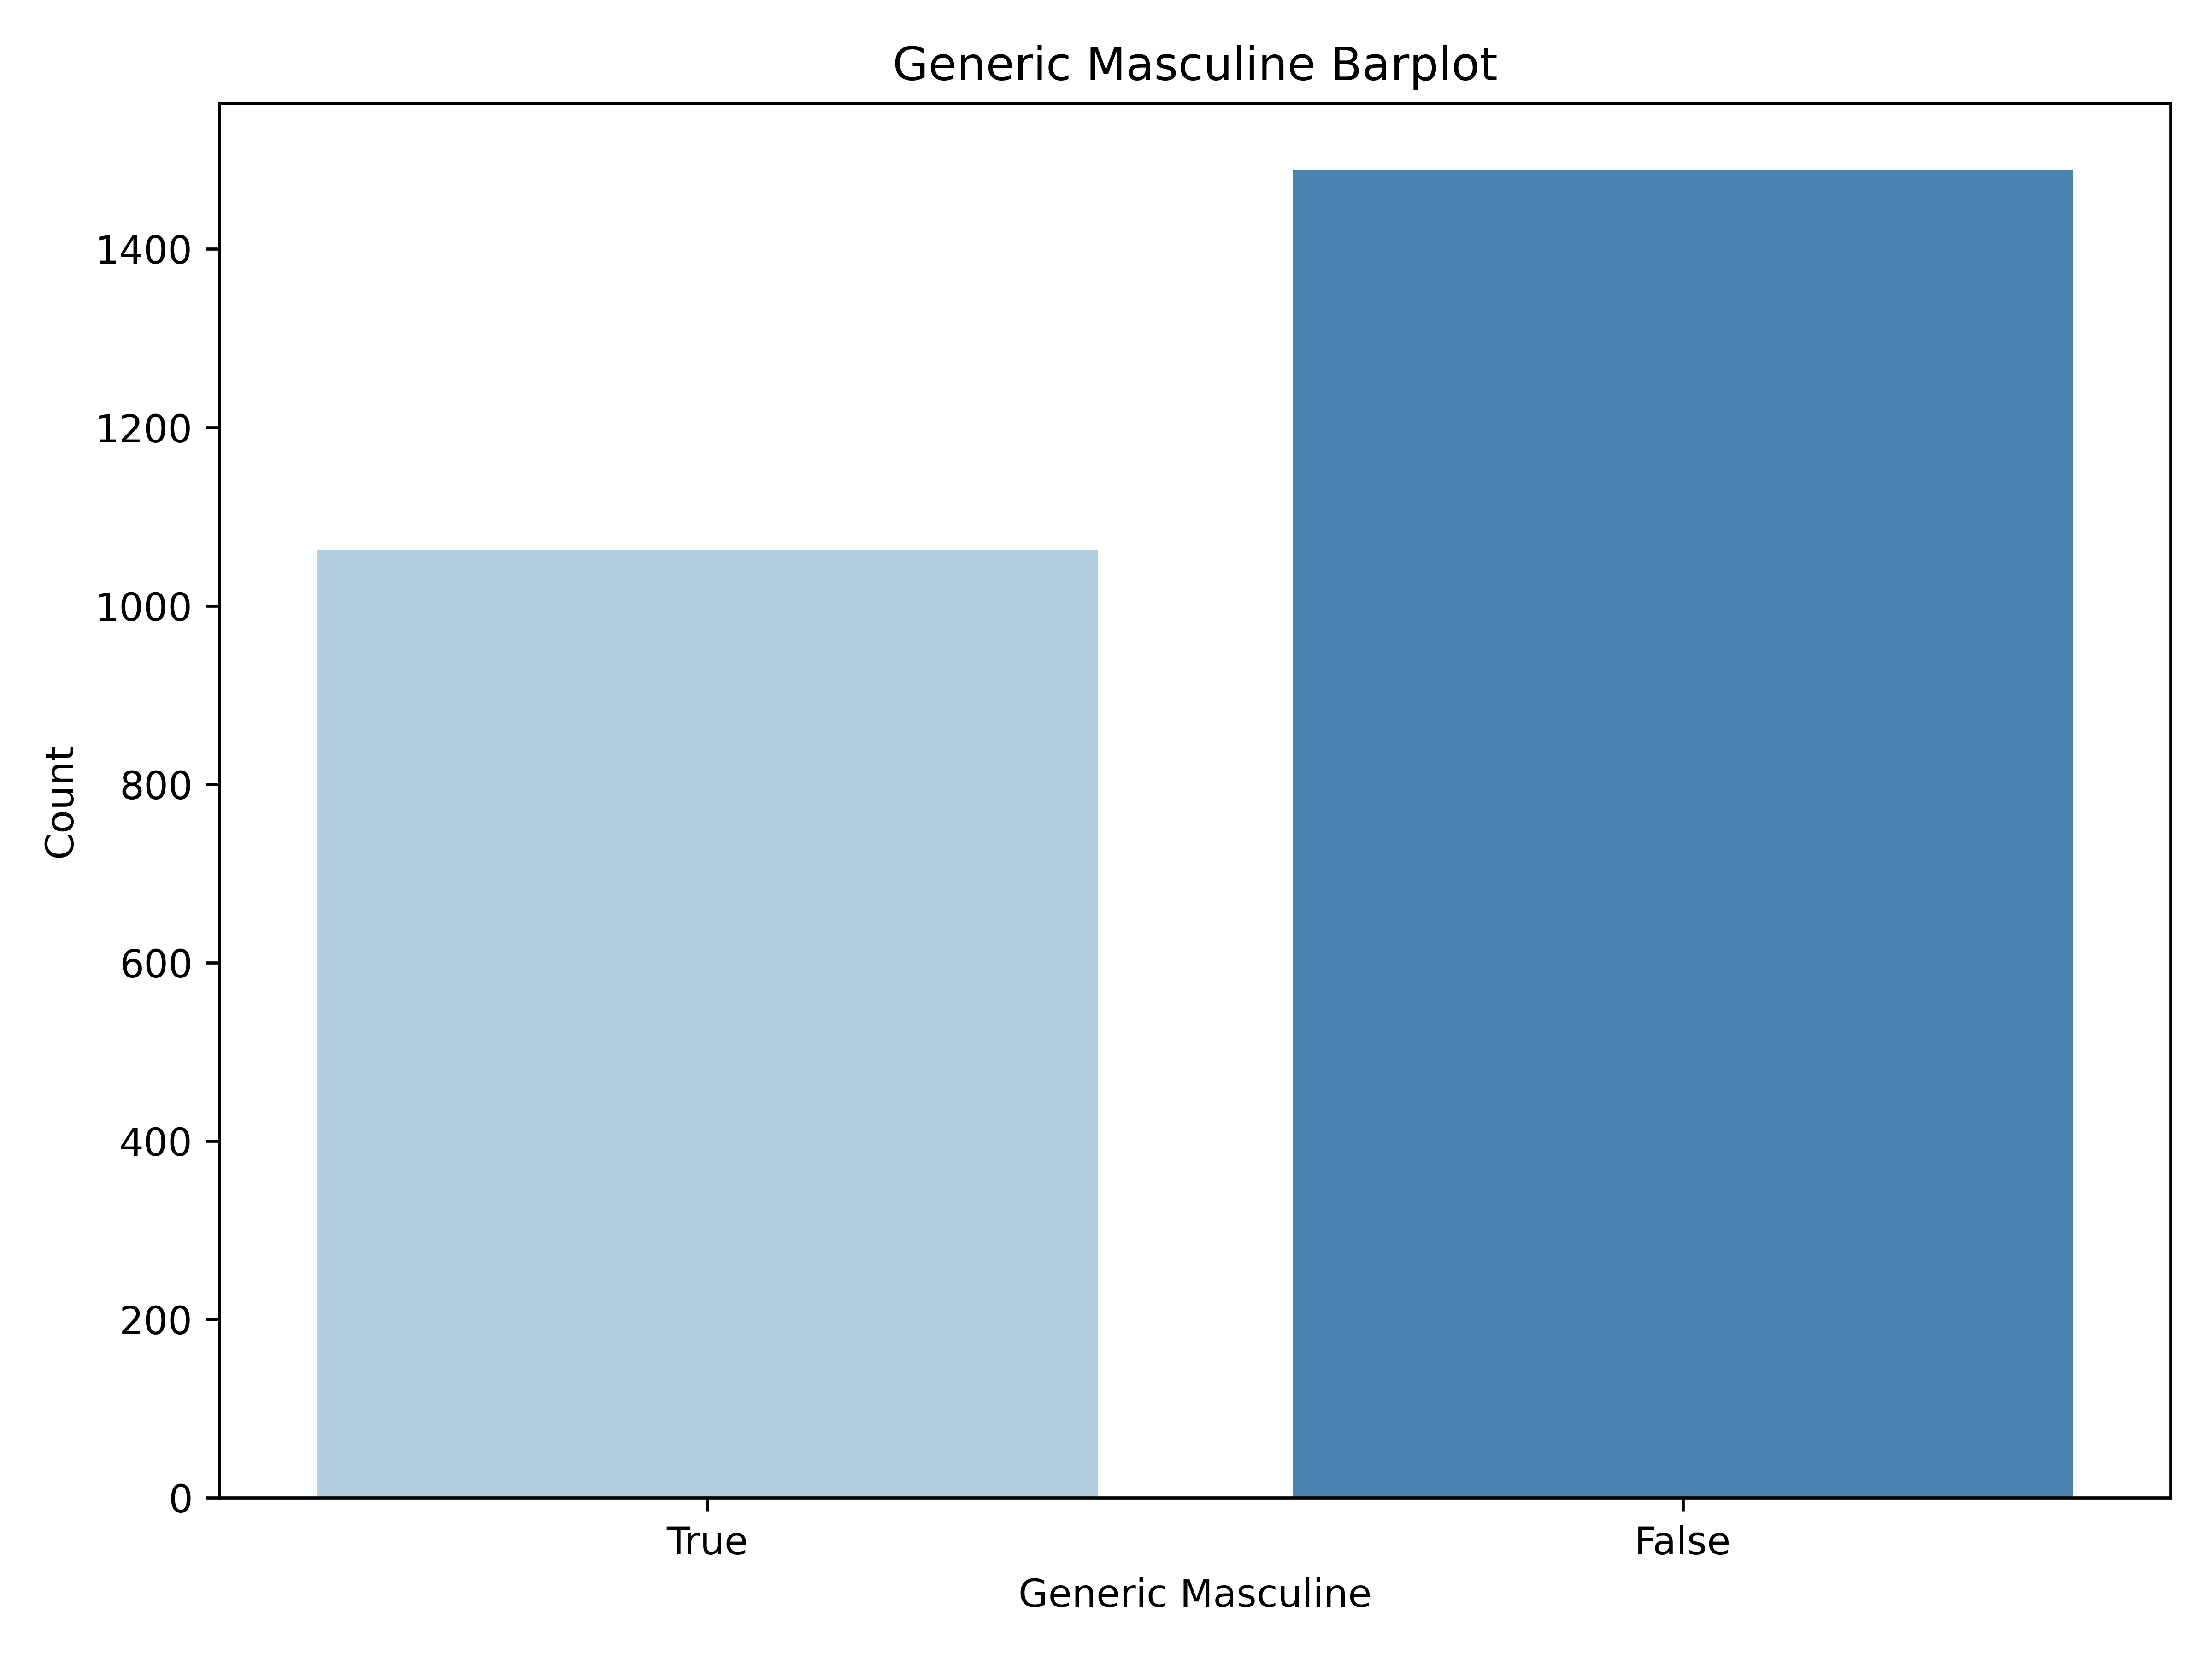 Generic Masculine Barplot
1400
1200
1000
800
600
400
200
0
Count
True
False
Generic Masculine